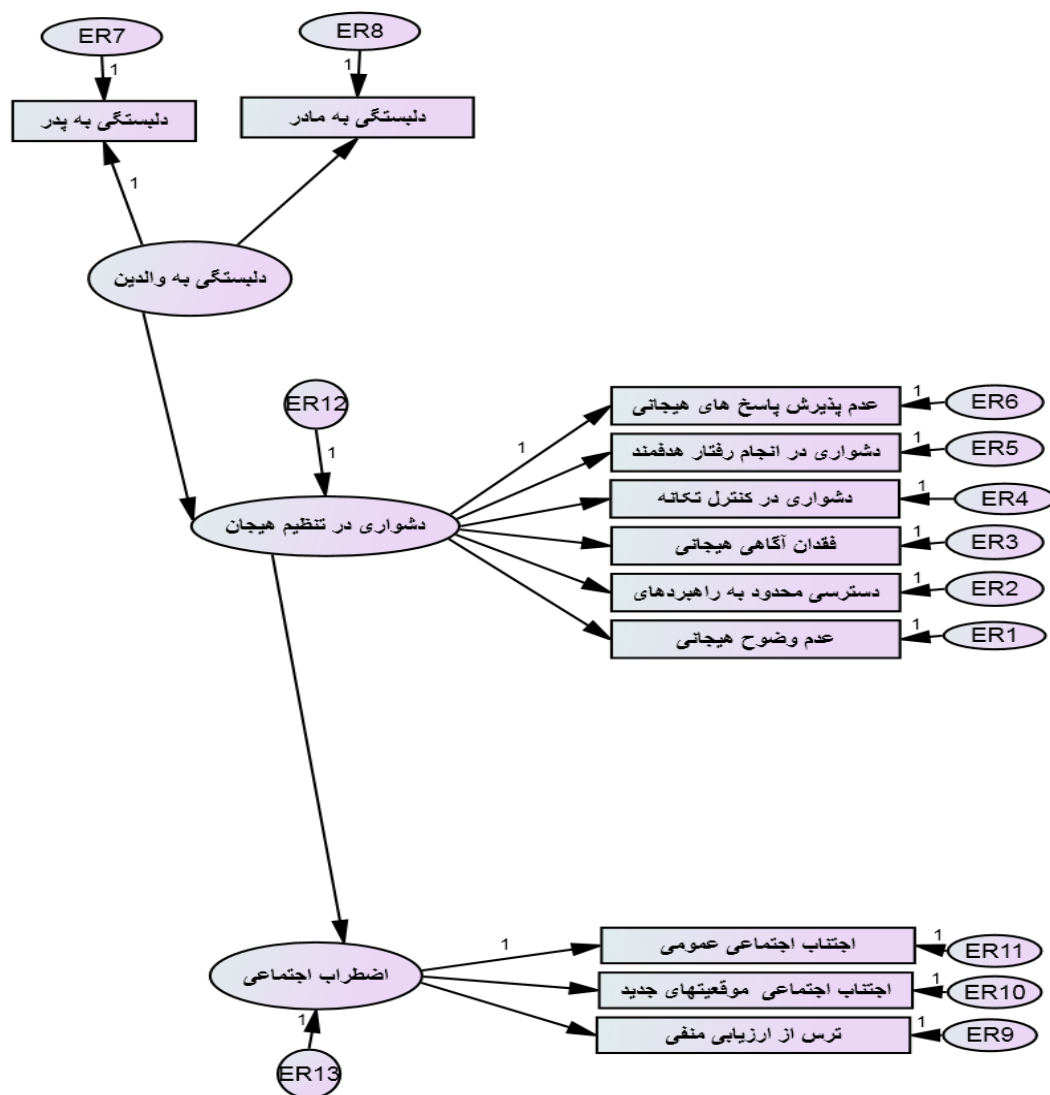 ER7
ER8
1
1
دلبستگی به پدر
دلبستگی به مادر
1
دلبستگی به والدین
ER12
1
دشواری در تنظیم هیجان
1
عدم پذیرش پاسخ های هیجانی
1
ER6
دشواری در انجام رفتار هدفمند
1
ER5
دشواری در کنترل تکانه
1
ER4
فقدان آگاهی هیجانی
1
ER3
دسترسی محدود به راهبردهای
1
ER2
عدم وضوح هیجانی
1
ER1
اضطراب اجتماعی
1
ER13
1
اجتناب اجتماعی عمومی
1
ER11
اجتناب اجتماعی موقعیتهای جدید
1
ER10
ترس از ارزیابی منفی
1
ER9